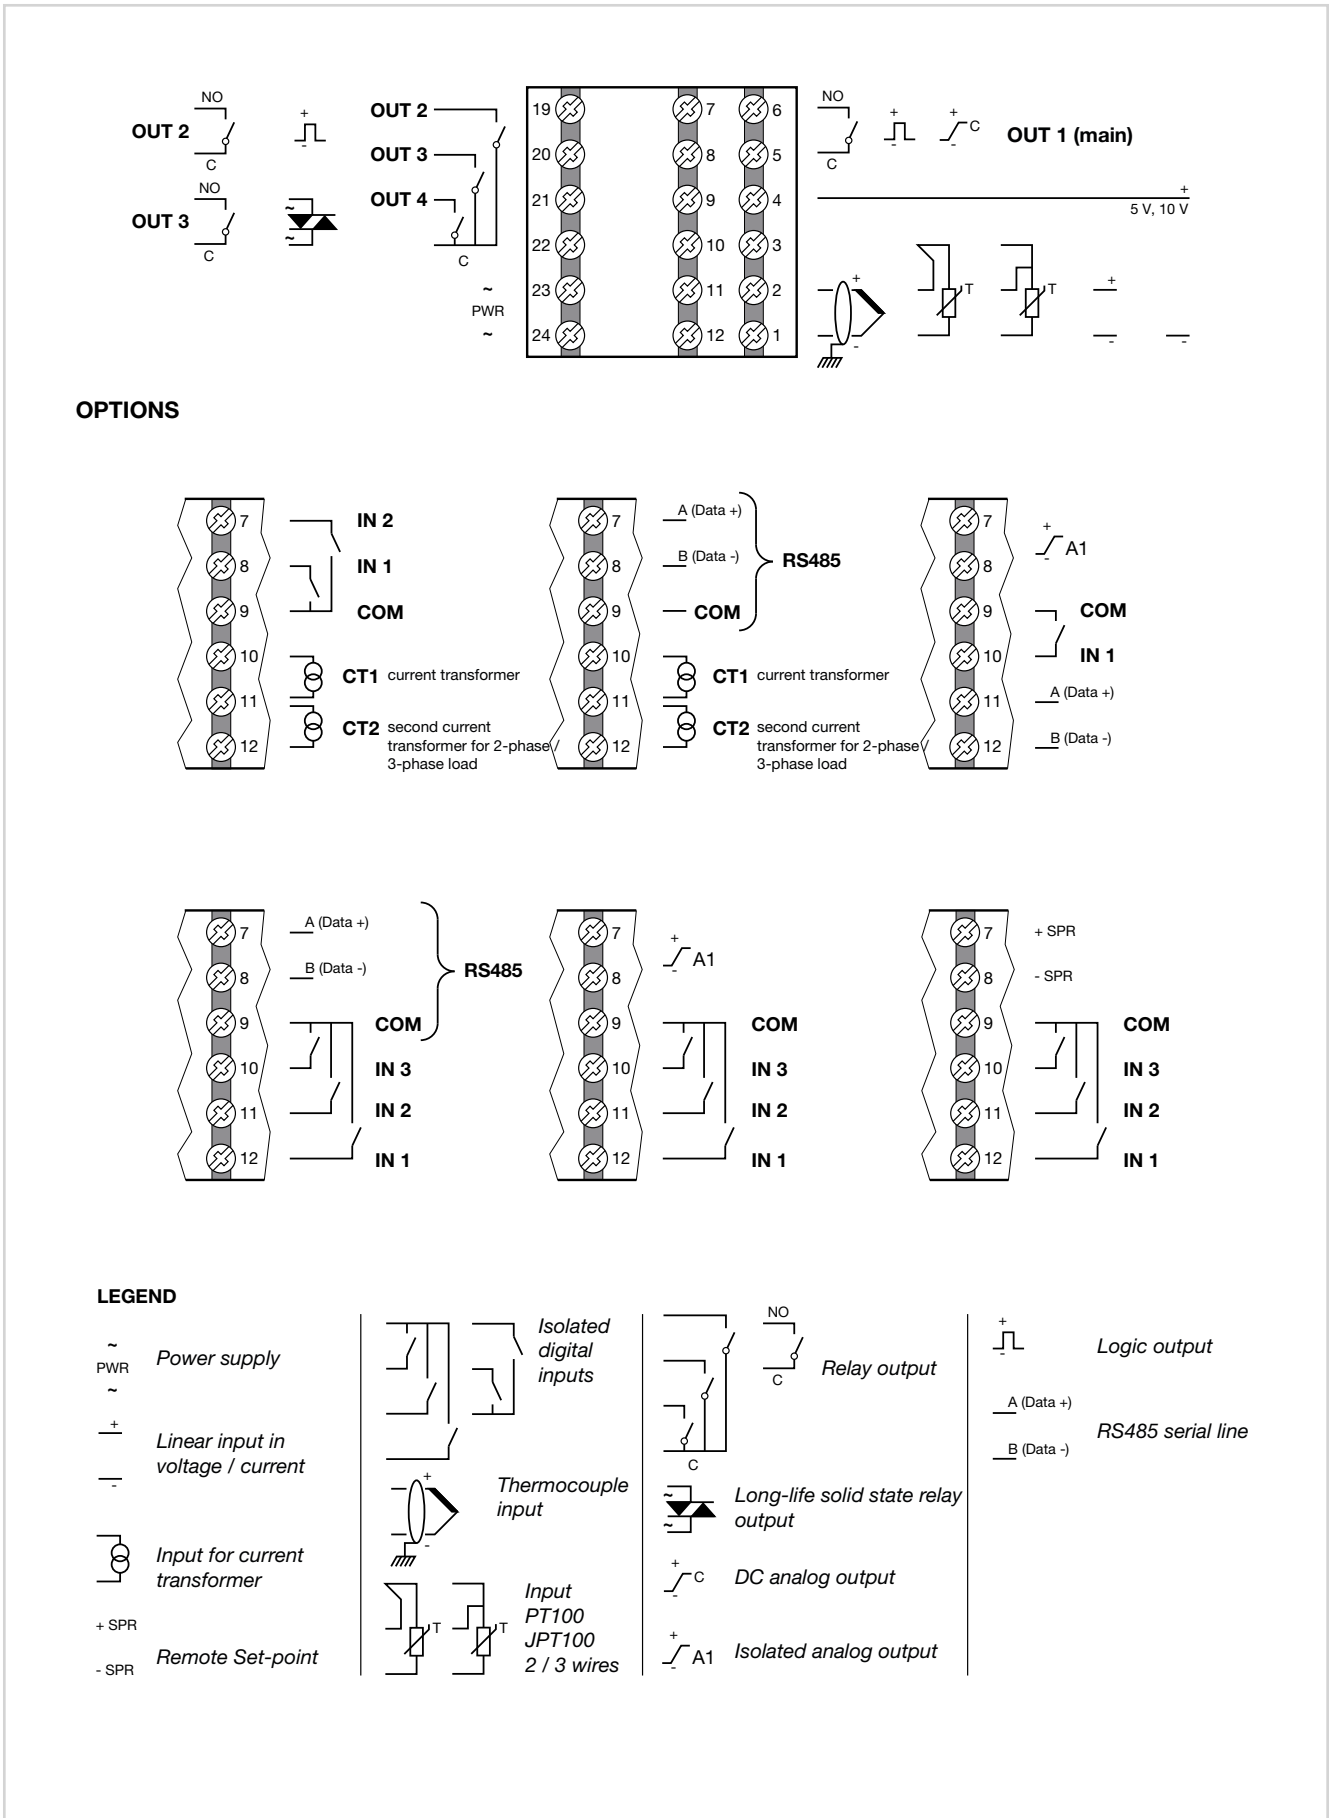 NO
OUT 2
C
+
-
OUT 2
OUT 3
OUT 4
C
NO
OUT 3
C
~
~
~
PWR
~
19
20
21
22
23
24
7
8
9
10
11
12
6
5
4
3
2
1
NO
C
+
-
+
C
-
OUT 1 (main)
+
5 V, 10 V
+
-
T
T
+
-
-
OPTIONS
7
8
9
10
11
12
IN 2
IN 1
COM
CT1 current transformer
CT2 second current
transformer for 2-phase /
3-phase load
7
8
9
10
11
12
A (Data +)
B (Data -)
COM
RS485
CT1 current transformer
CT2 second current
transformer for 2-phase /
3-phase load
7
8
9
10
11
12
+
A1
-
COM
IN 1
A (Data +)
B (Data -)
7
8
9
10
11
12
A (Data +)
B (Data -)
RS485
COM
IN 3
IN 2
IN 1
7
8
9
10
11
12
+
A1
-
COM
IN 3
IN 2
IN 1
7
8
9
10
11
12
+ SPR
- SPR
COM
IN 3
IN 2
IN 1
LEGEND
~
PWR
~
Power supply
+
-
Linear input in
voltage / current
Input for current
transformer
+ SPR
- SPR
Remote Set-point
Isolated
digital
inputs
+
-
Thermocouple
input
T
T
Input
PT100
JPT100
2 / 3 wires
C
NO
C
Relay output
~
~
Long-life solid state relay
output
+
C
-
DC analog output
+
A1
-
Isolated analog output
+
-
Logic output
A (Data +)
B (Data -)
RS485 serial line